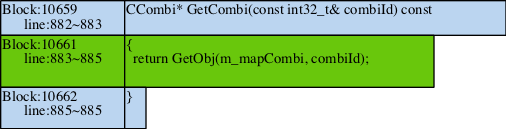 Block:10659 CCombi* GetCombi(const int32_t& combiId) const
line:882~883
Block:10661 {
line:883~885 return GetObj(m_mapCombi, combiId);
Block:10662 }
line:885~885